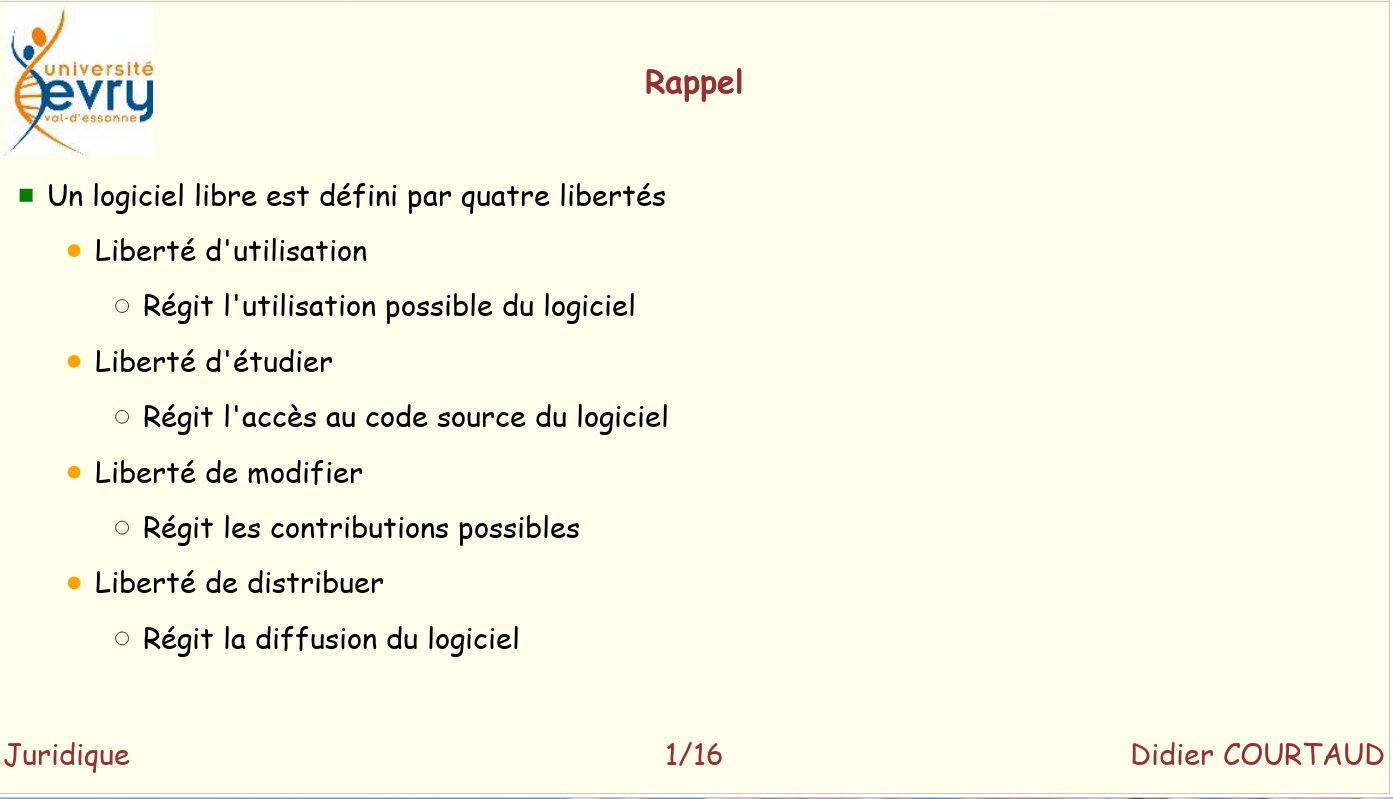 université
evry
val-d'essonne
Rappel
Un logiciel libre est défini par quatre libertés
Liberté d'utilisation
Régit l'utilisation possible du logiciel
Liberté d'étudier
Régit l'accès au code source du logiciel
Liberté de modifier
Régit les contributions possibles
Liberté de distribuer
Régit la diffusion du logiciel
Juridique 1/16 Didier COURTAUD